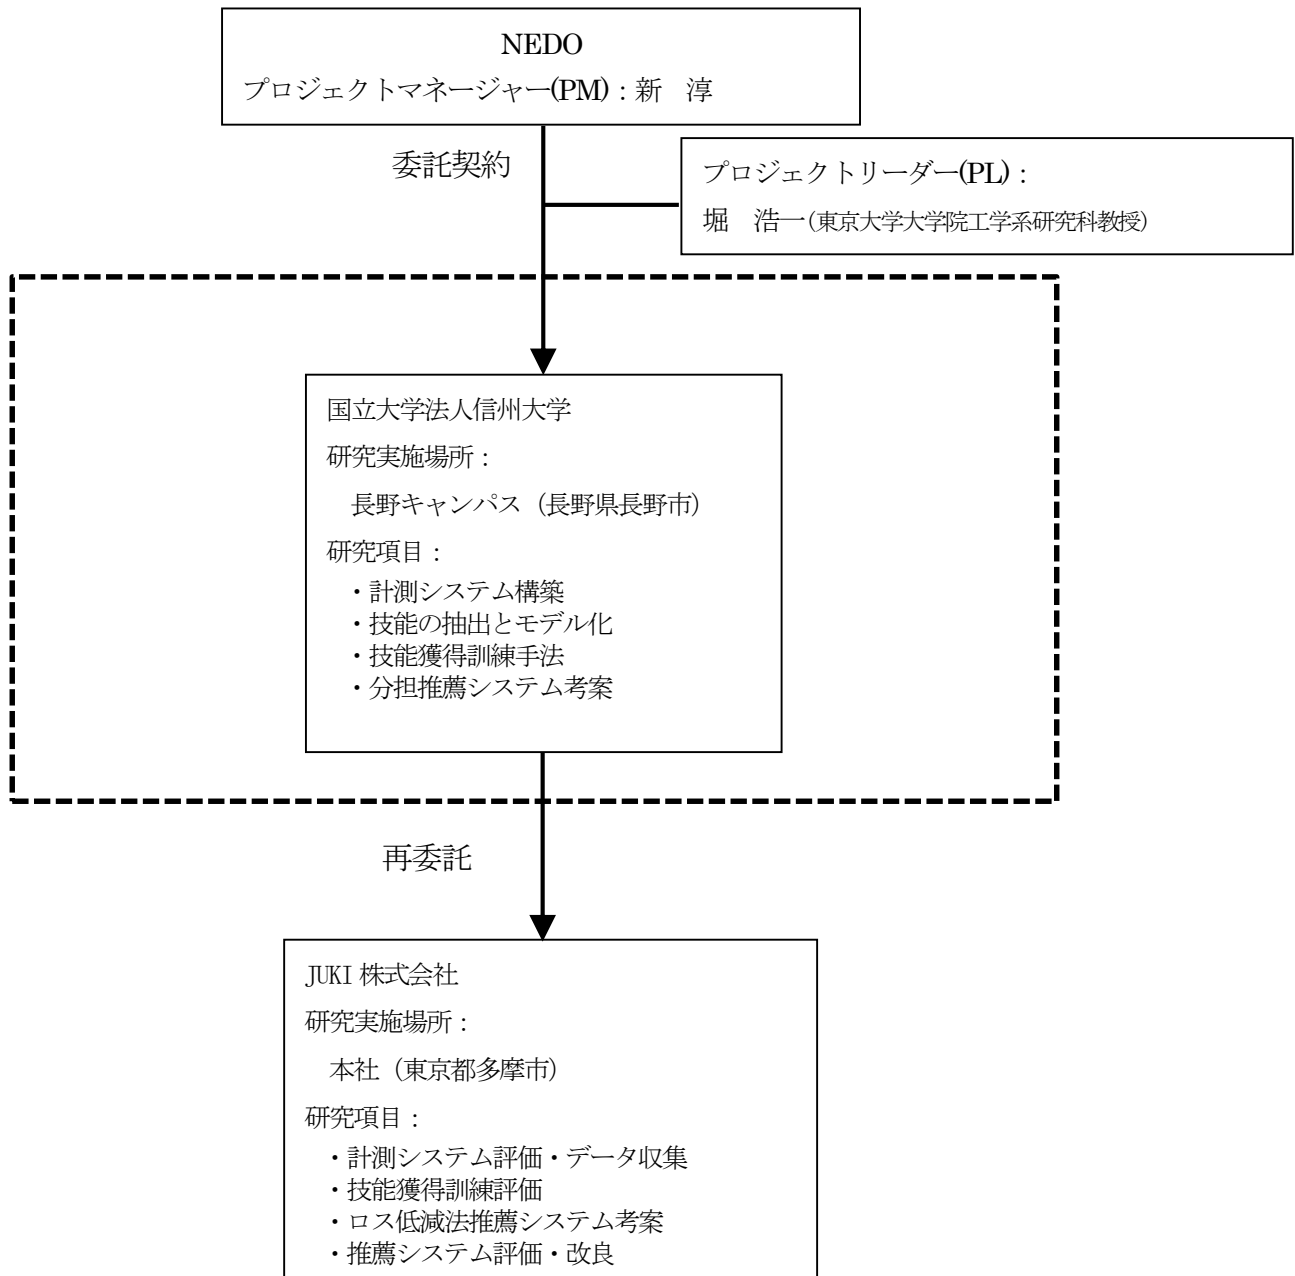 NEDO
プロジェクトマネージャー(PM)：新　淳
委託契約
プロジェクトリーダー(PL)：
堀　浩一(東京大学大学院工学系研究科教授)
国立大学法人信州大学
研究実施場所：
長野キャンパス（長野県長野市）
研究項目：
・計測システム構築
・技能の抽出とモデル化
・技能獲得訓練手法
・分担推薦システム考案
再委託
JUKI 株式会社
研究実施場所：
本社（東京都多摩市）
研究項目：
・計測システム評価・データ収集
・技能獲得訓練評価
・ロス低減法推薦システム考案
・推薦システム評価・改良